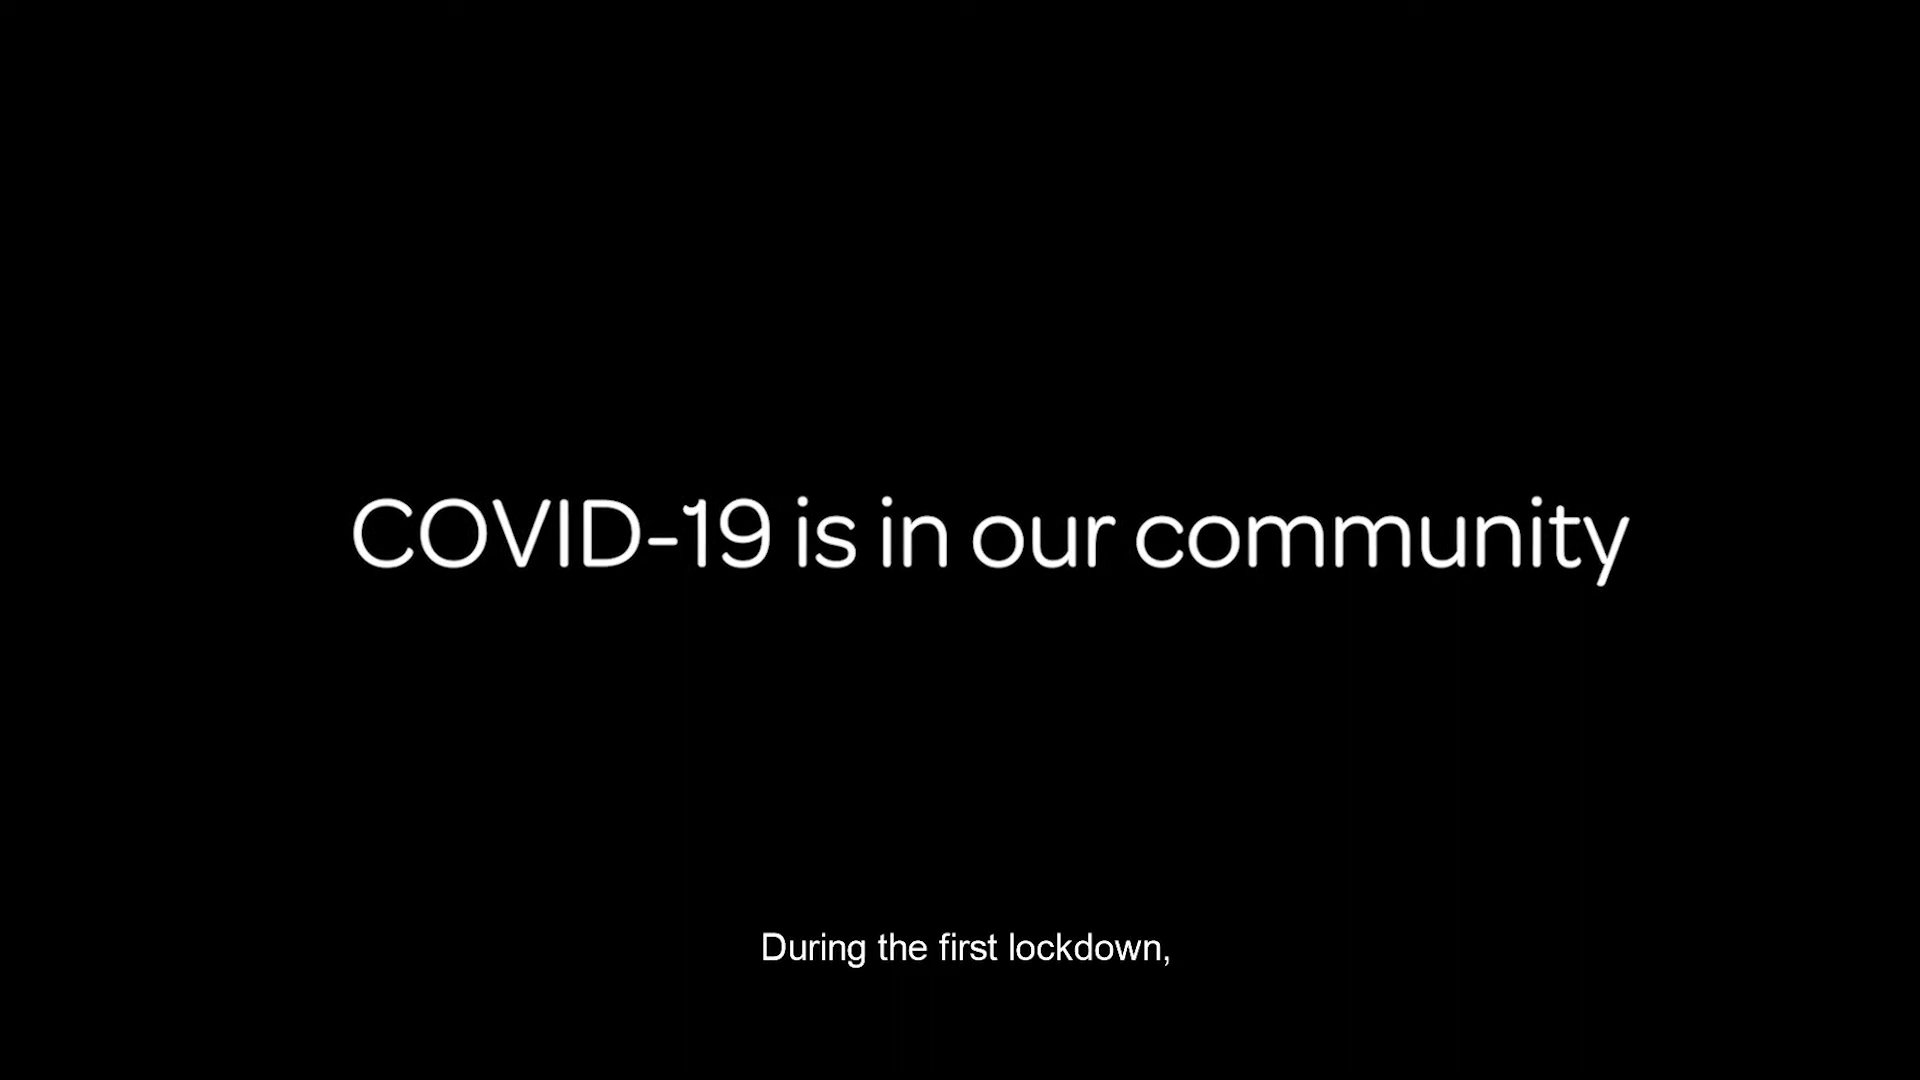 COVID-19 is in our community
During the first lockdown,